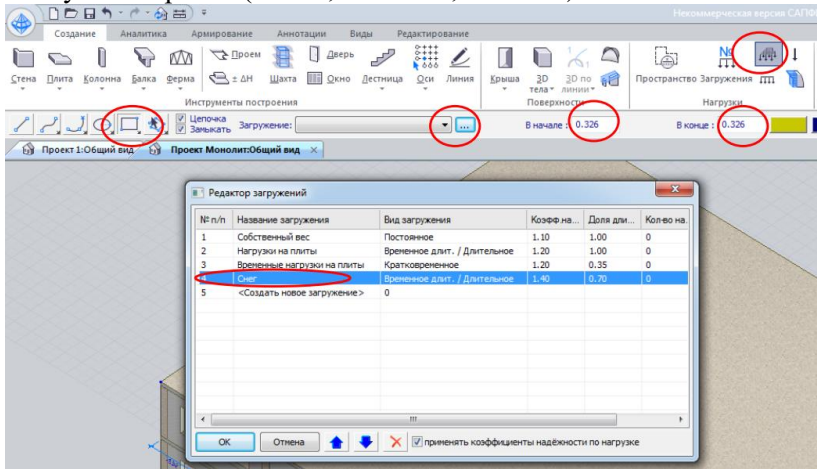 Некоммерческая версия САПФ
Создание Аналитика Армирование Аннотации Виды Редактирование
Проем Дверь № 
± ΔН Шахта Окно Лестница Оси Линия
Стена Плита Колонна Балка Ферма Крыша 3D тела 3D по линии Пространство Загружения
Инструменты построения Поверхности Нагрузки
Цепочка
Замыкать Загружение: ... В начале : 0.326 В конце : 0.326
Проект 1:Общий вид Проект Монолит:Общий вид
Редактор загружений
№ п/п Название загружения Вид загружения Коэфф.на... Доля дли... Кол-во на.
1 Собственный вес Постоянное 1.10 1.00 0
2 Нагрузки на плиты Временное длит. / Длительное 1.20 1.00 0
3 Временные нагрузки на плиты Кратковременное 1.20 0.35 0
4 Снег Временное длит. / Длительное 1.40 0.70 0
5 <Создать новое загружение> 0
ОК Отмена применять коэффициенты надёжности по нагрузке